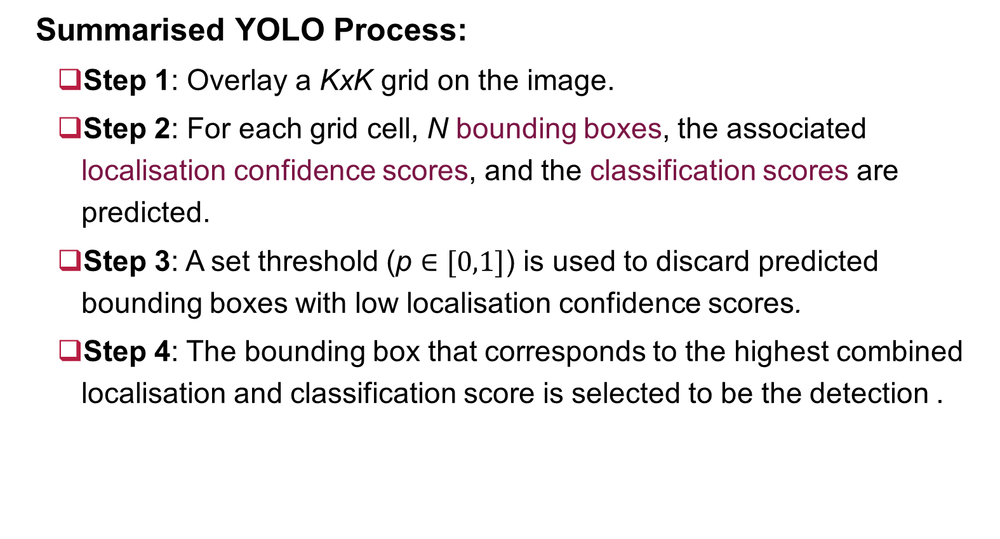 Summarised YOLO Process:
❑Step 1: Overlay a KxK grid on the image.
❑Step 2: For each grid cell, N bounding boxes, the associated
localisation confidence scores, and the classification scores are
predicted.
❑Step 3: A set threshold (p ∈ [0,1]) is used to discard predicted
bounding boxes with low localisation confidence scores.
❑Step 4: The bounding box that corresponds to the highest combined
localisation and classification score is selected to be the detection .